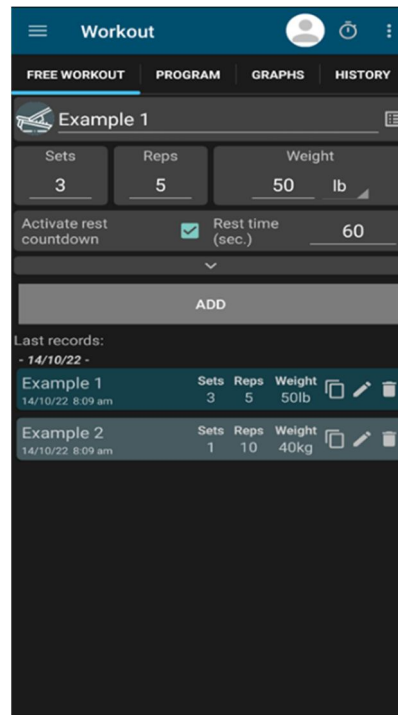 Workout
FREE WORKOUT PROGRAM GRAPHS HISTORY
Example 1
Sets Reps Weight
3 5 50 lb
Activate rest countdown Rest time (sec.) 60
ADD
Last records:
- 14/10/22 -
Example 1 Sets Reps Weight
14/10/22 8:09 am 3 5 50lb
Example 2 Sets Reps Weight
14/10/22 8:09 am 1 10 40kg